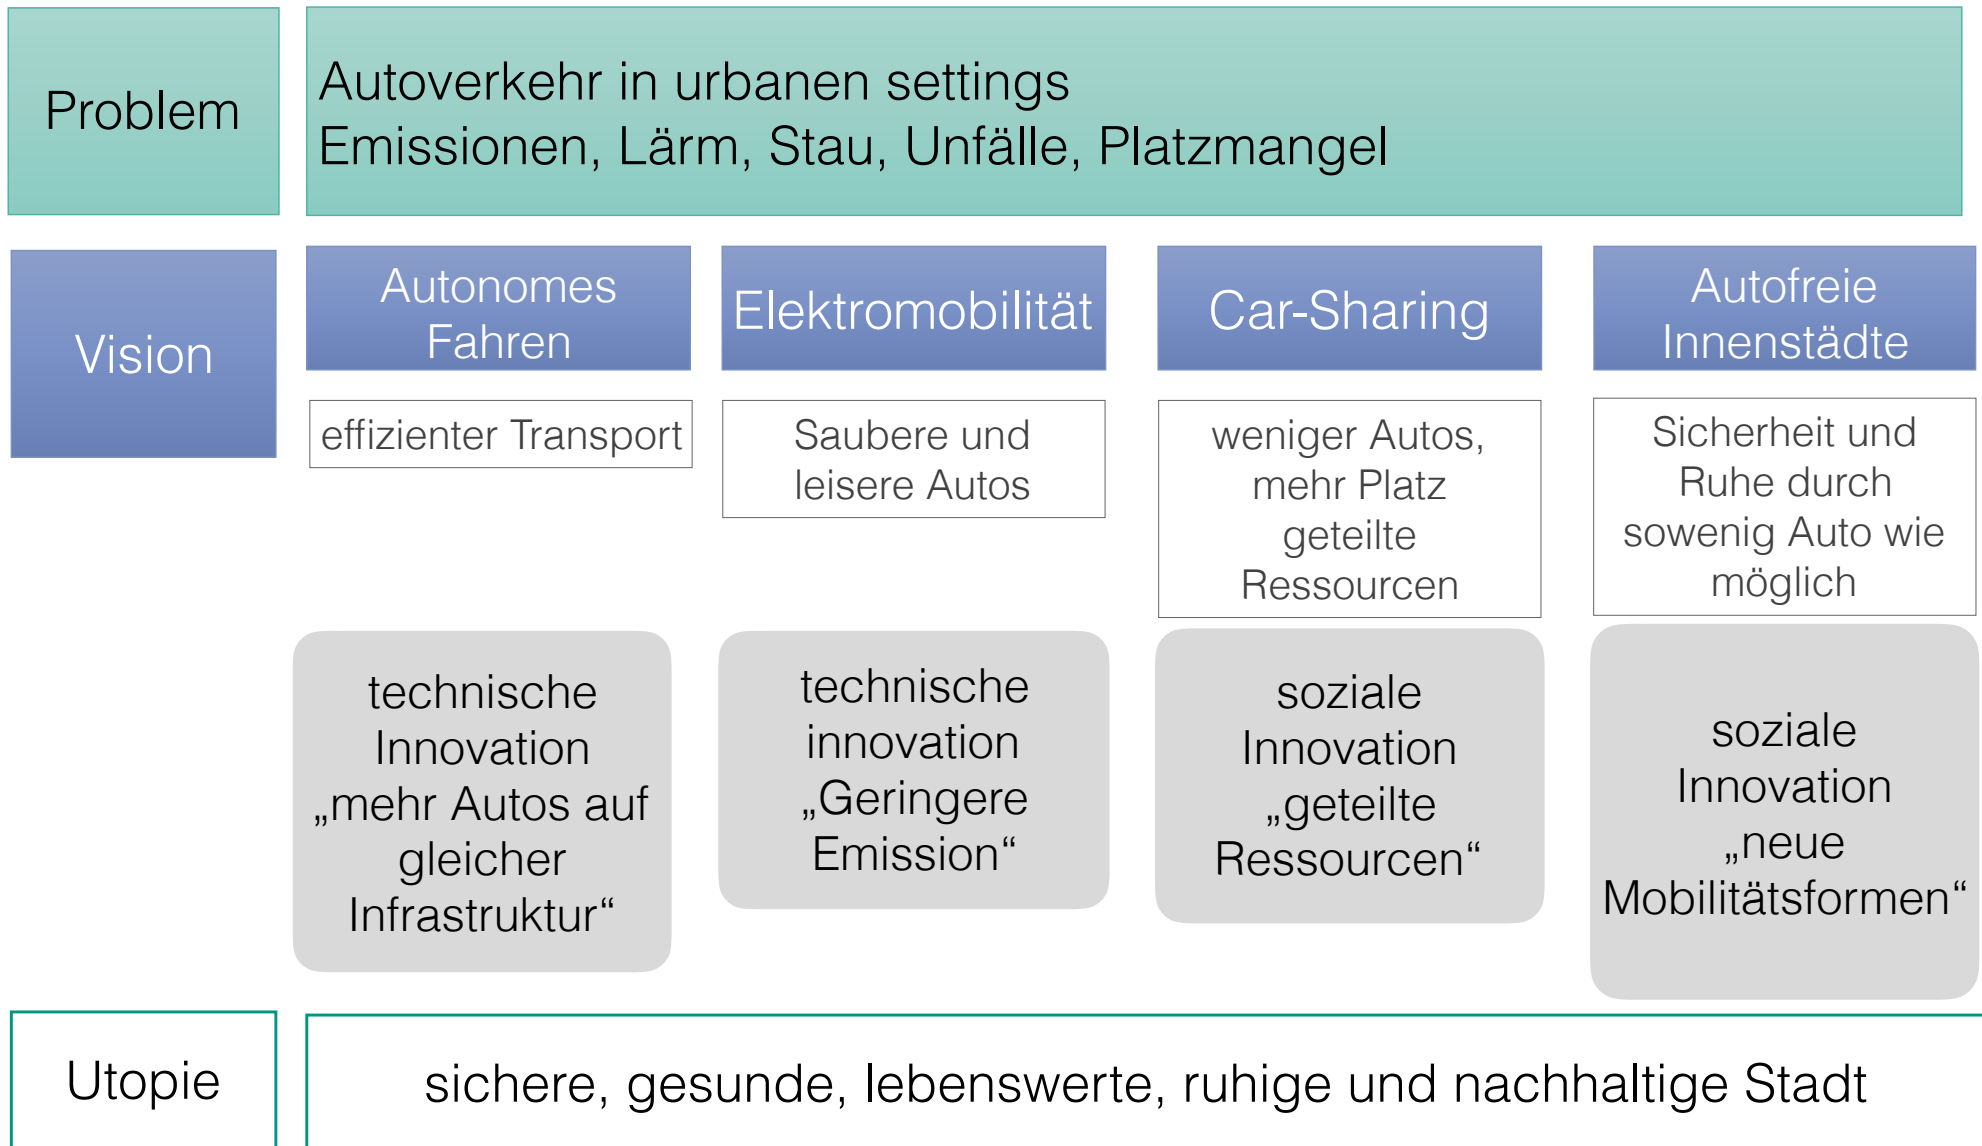 Problem
Autoverkehr in urbanen settings
Emissionen, Lärm, Stau, Unfälle, Platzmangel
Vision
Autonomes
Fahren
effizienter Transport
technische
Innovation
„mehr Autos auf
gleicher
Infrastruktur“
Elektromobilität
Saubere und
leisere Autos
technische
innovation
„Geringere
Emission“
Car-Sharing
weniger Autos,
mehr Platz
geteilte
Ressourcen
soziale
Innovation
„geteilte
Ressourcen“
Autofreie
Innenstädte
Sicherheit und
Ruhe durch
sowenig Auto wie
möglich
soziale
Innovation
„neue
Mobilitätsformen“
Utopie
sichere, gesunde, lebenswerte, ruhige und nachhaltige Stadt